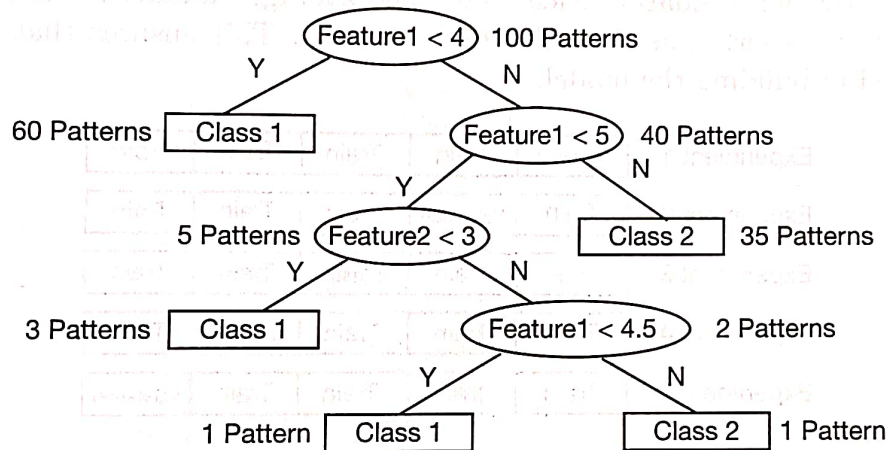 Feature1 < 4 100 Patterns
Y N
60 Patterns Class 1 Feature1 < 5 40 Patterns
Y N
5 Patterns Feature2 < 3 Class 2 35 Patterns
Y N
3 Patterns Class 1 Feature1 < 4.5 2 Patterns
Y N
1 Pattern Class 1 Class 2 1 Pattern